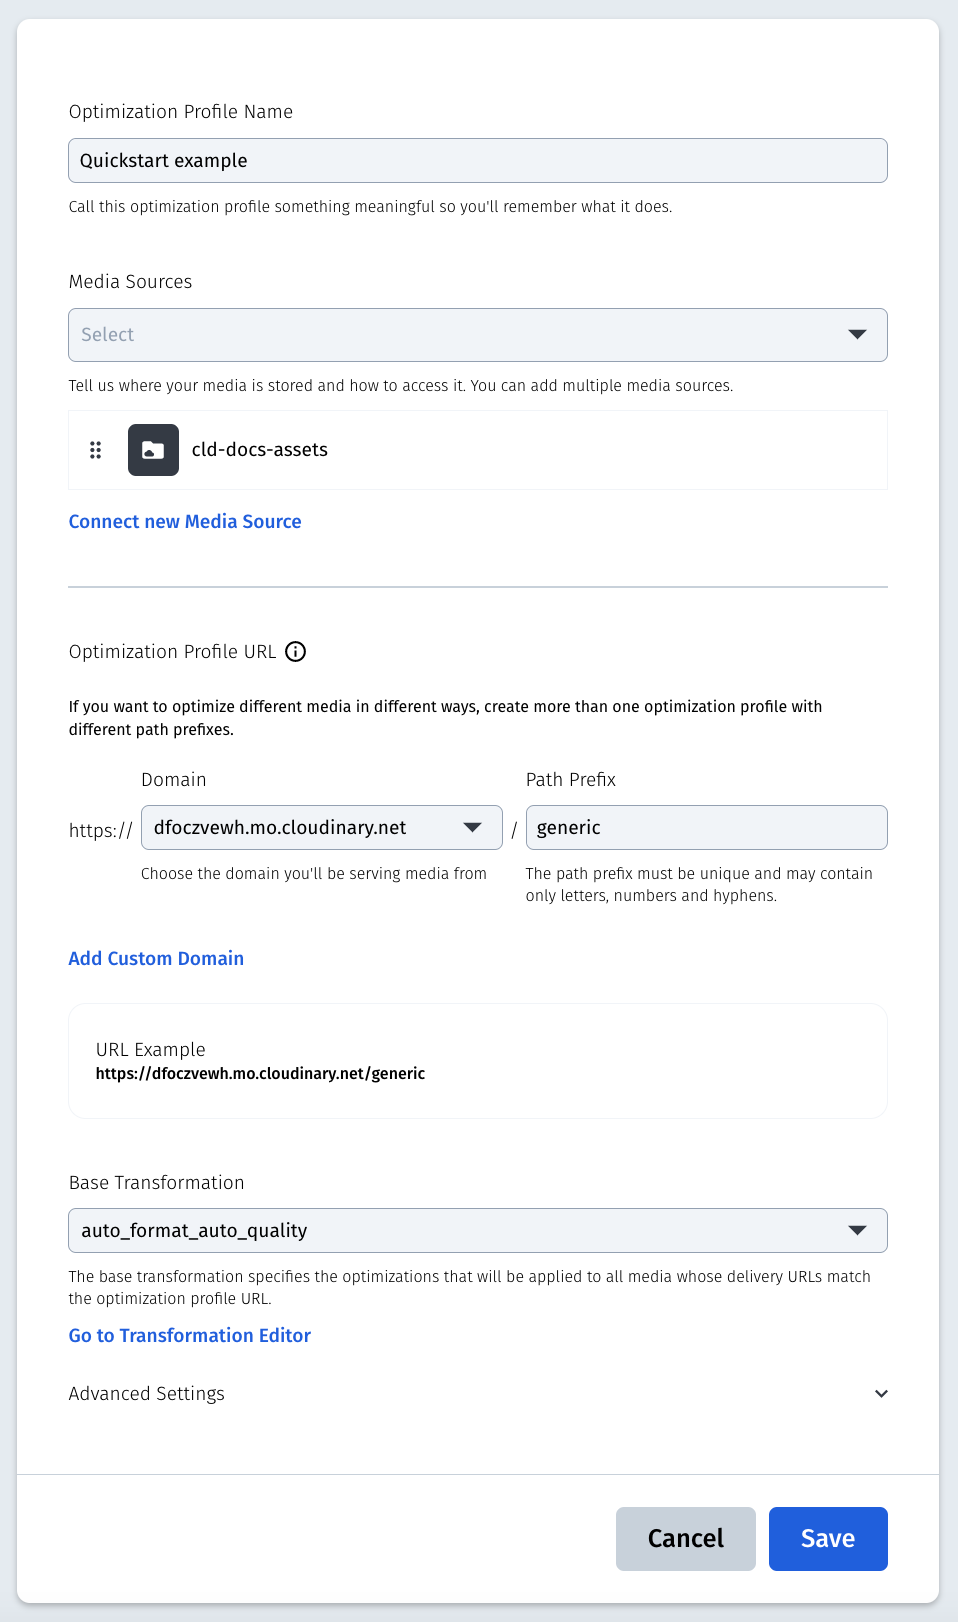 Optimization Profile Name
Quickstart example
Call this optimization profile something meaningful so you'll remember what it does.
Media Sources
Select
Tell us where your media is stored and how to access it. You can add multiple media sources.
cld-docs-assets
Connect new Media Source
Optimization Profile URL
If you want to optimize different media in different ways, create more than one optimization profile with
different path prefixes.
Domain
Path Prefix
https:// dfoczvewh.mo.cloudinary.net / generic
Choose the domain you'll be serving media from
The path prefix must be unique and may contain
only letters, numbers and hyphens.
Add Custom Domain
URL Example
https://dfoczvewh.mo.cloudinary.net/generic
Base Transformation
auto_format_auto_quality
The base transformation specifies the optimizations that will be applied to all media whose delivery URLs match
the optimization profile URL.
Go to Transformation Editor
Advanced Settings
Cancel
Save